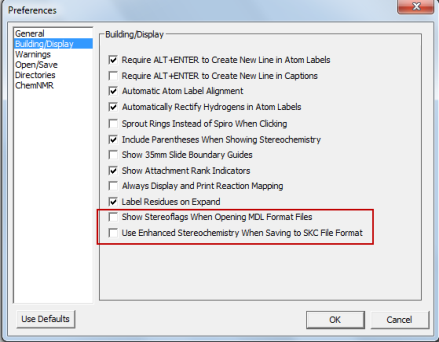 Preferences
General
Building/Display
Warnings
Open/Save
Directories
ChemNMR
Building/Display
Require ALT+ENTER to Create New Line in Atom Labels
Require ALT+ENTER to Create New Line in Captions
Automatic Atom Label Alignment
Automatically Rectify Hydrogens in Atom Labels
Sprout Rings Instead of Spiro When Clicking
Include Parentheses When Showing Stereochemistry
Show 35mm Slide Boundary Guides
Show Attachment Rank Indicators
Always Display and Print Reaction Mapping
Label Residues on Expand
Show Stereoflags When Opening MDL Format Files
Use Enhanced Stereochemistry When Saving to SKC File Format
Use Defaults
OK
Cancel